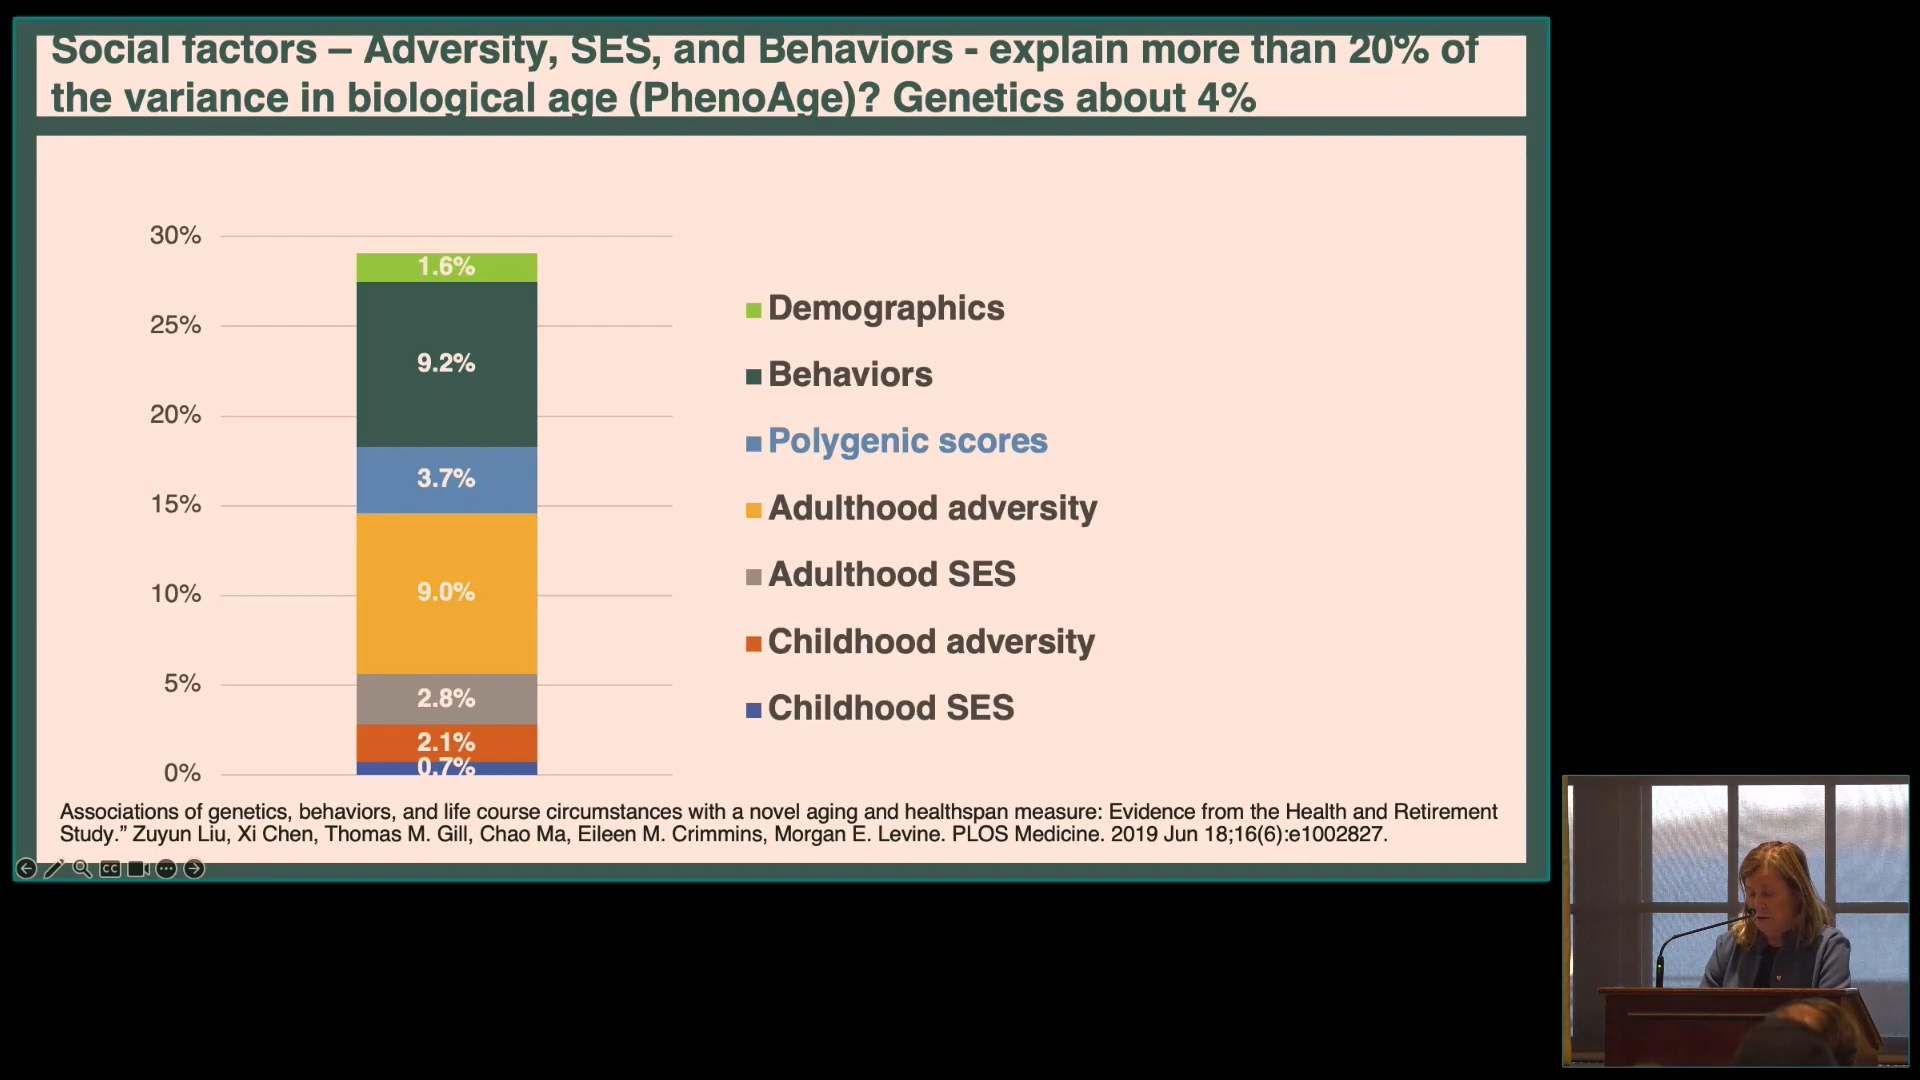 Social factors – Adversity, SES, and Behaviors - explain more than 20% of
the variance in biological age (PhenoAge)? Genetics about 4%
30%
25%
20%
15%
10%
5%
0%
1.6%
9.2%
3.7%
9.0%
2.8%
2.1%
0.7%
Demographics
Behaviors
Polygenic scores
Adulthood adversity
Adulthood SES
Childhood adversity
Childhood SES
Associations of genetics, behaviors, and life course circumstances with a novel aging and healthspan measure: Evidence from the Health and Retirement
Study.” Zuyun Liu, Xi Chen, Thomas M. Gill, Chao Ma, Eileen M. Crimmins, Morgan E. Levine. PLOS Medicine. 2019 Jun 18;16(6):e1002827.
CC